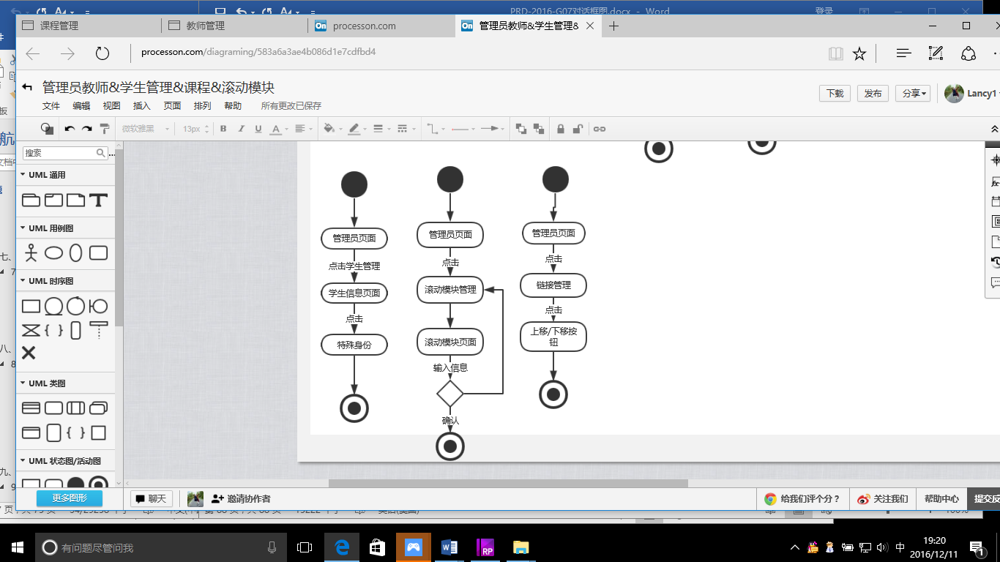 PRD-2016-G07对话框图.docx - Word
登录
课程管理
教师管理
processon.com
管理员教师&学生管理&
processon.com/diagraming/583a6a3ae4b086d1e7cdfbd4
管理员教师&学生管理&课程&滚动模块
文件 编辑 视图 插入 页面 排列 帮助 所有更改已保存
下载 发布 分享 Lancy1
微软雅黑 13px B I U A
搜索
UML 通用
UML 用例图
UML 时序图
UML 类图
UML 状态图/活动图
更多图形
管理员页面
点击学生管理
学生信息页面
点击
特殊身份
管理员页面
点击
滚动模块管理
滚动模块页面
输入信息
确认
管理员页面
点击
链接管理
点击
上移/下移按
钮
聊天
邀请协作者
给我们评个分？
关注我们
帮助中心
提交反
有问题尽管问我
中
19:20
2016/12/11
1